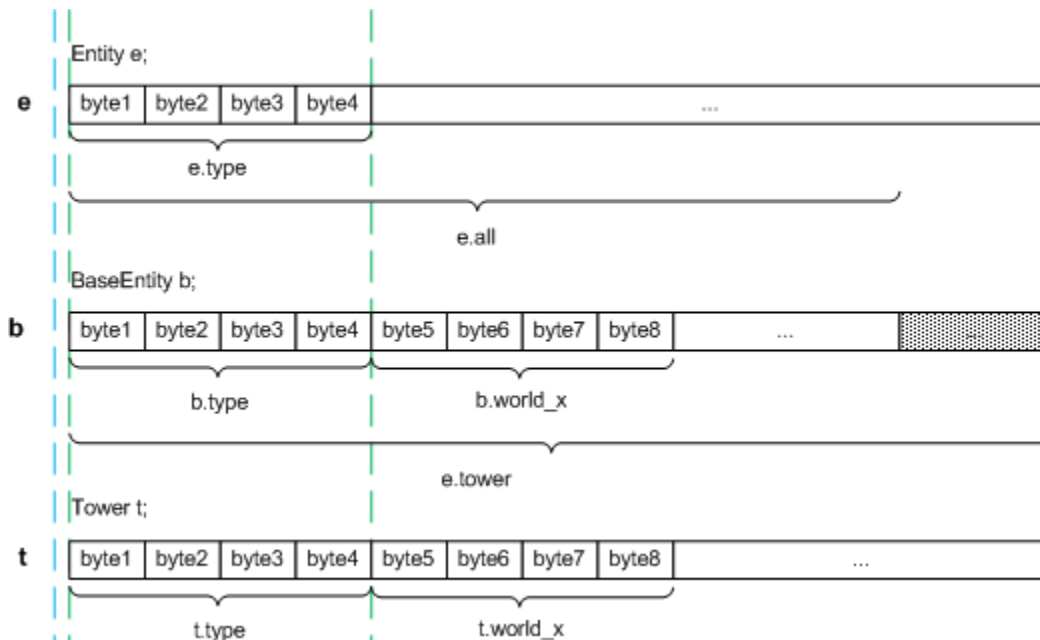 Entity e;
e byte1 byte2 byte3 byte4 ...
e.type
e.all
BaseEntity b;
b byte1 byte2 byte3 byte4 byte5 byte6 byte7 byte8 ...
b.type b.world_x
e.tower
Tower t;
t byte1 byte2 byte3 byte4 byte5 byte6 byte7 byte8 ...
t.type t.world_x